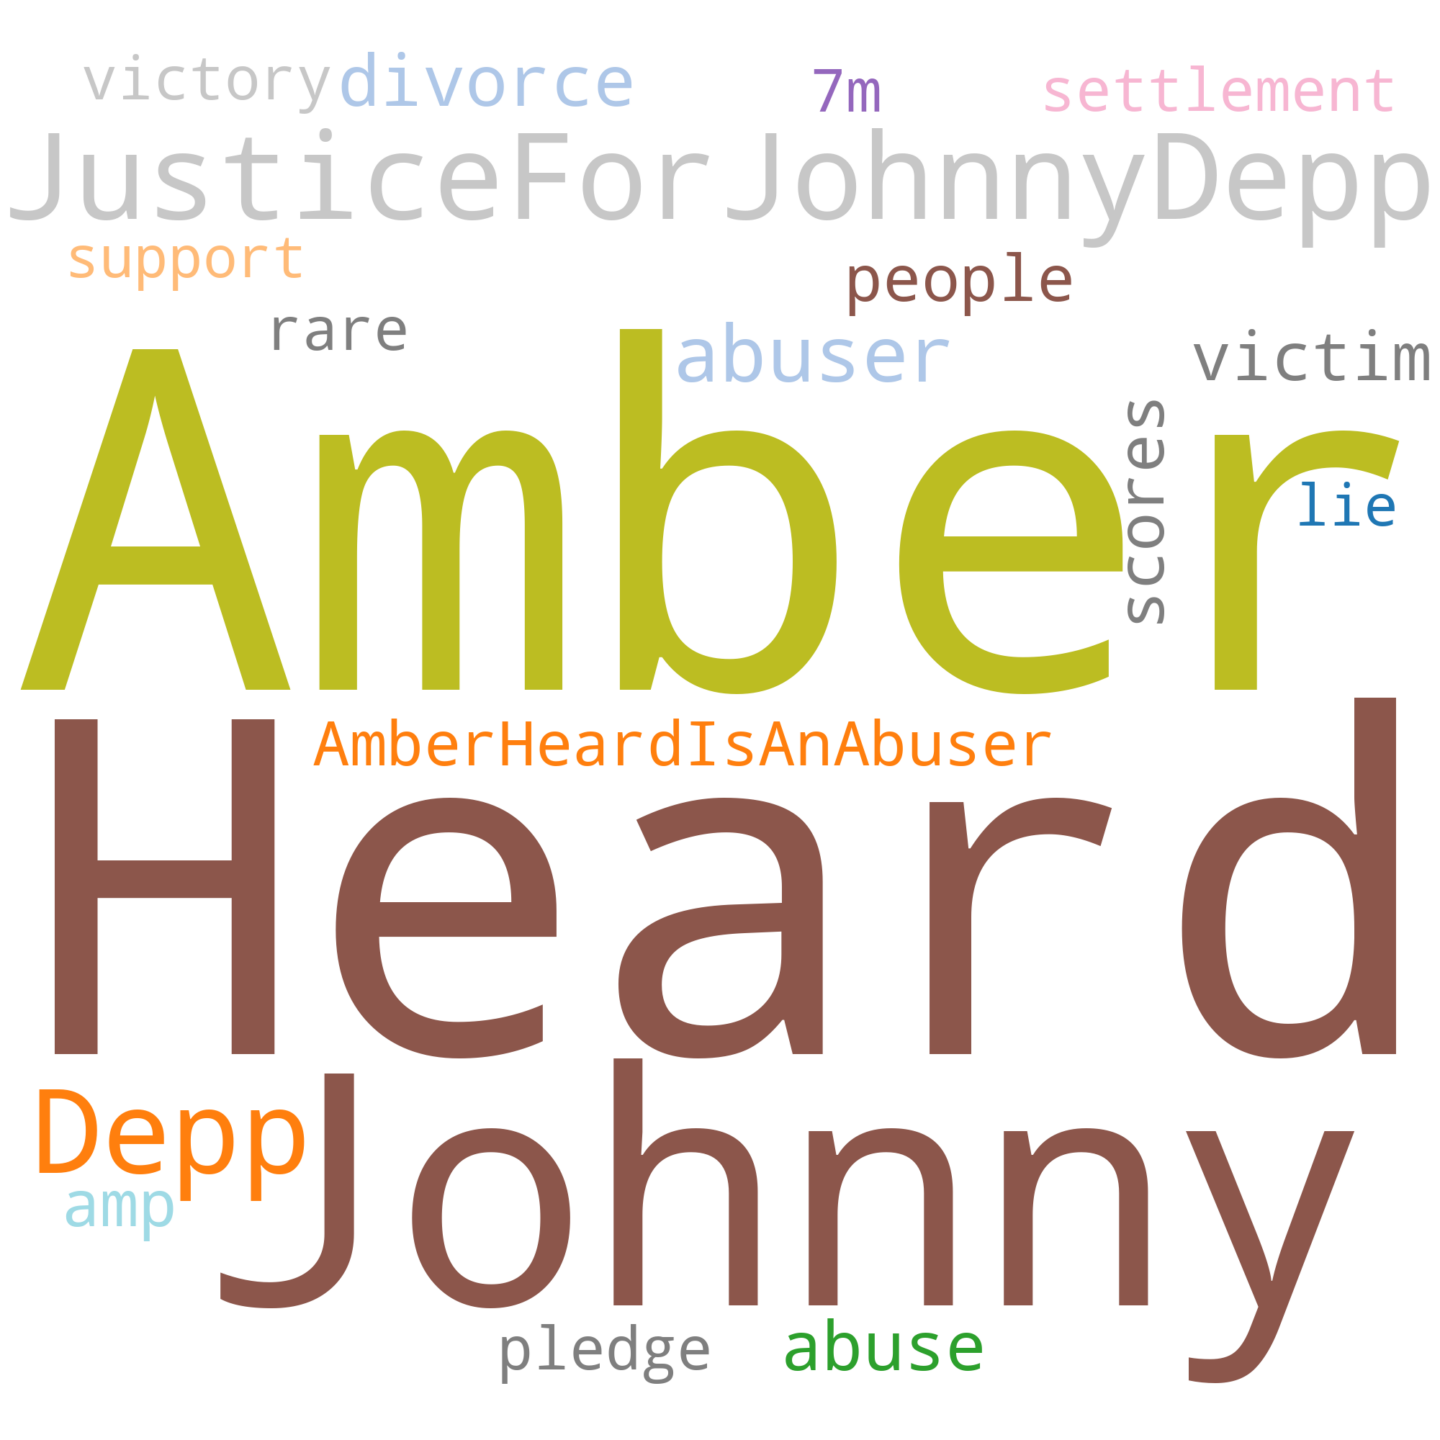 victory divorce 7m settlement
JusticeForJohnnyDepp
support people
rare abuser victim
Amber
scores
lie
AmberHeardIsAnAbuser
Heard
Depp
Johnny
amp
pledge abuse